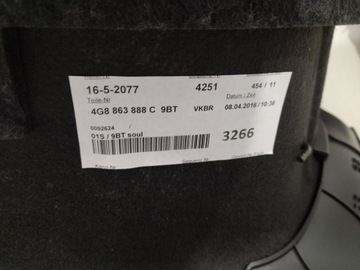 16-5-2077 4251 454 / 11
Teile-Nr Datum / Zeit
4G8 863 888 C 9BT VKBR 08.04.2016 / 10:36
0092624 /
01S / 9BT soul 3266